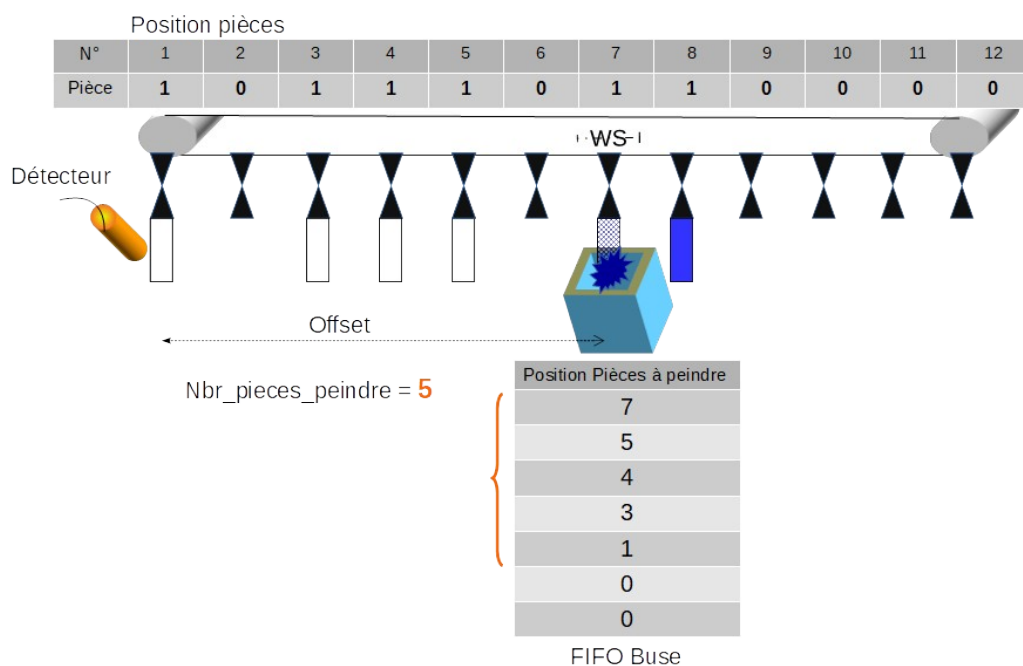 Position pièces
N° 1 2 3 4 5 6 7 8 9 10 11 12
Pièce 1 0 1 1 1 0 1 1 0 0 0 0
WS
Détecteur
Offset
Nbr_pieces_peindre = 5
Position Pièces à peindre
7
5
4
3
1
0
0
FIFO Buse